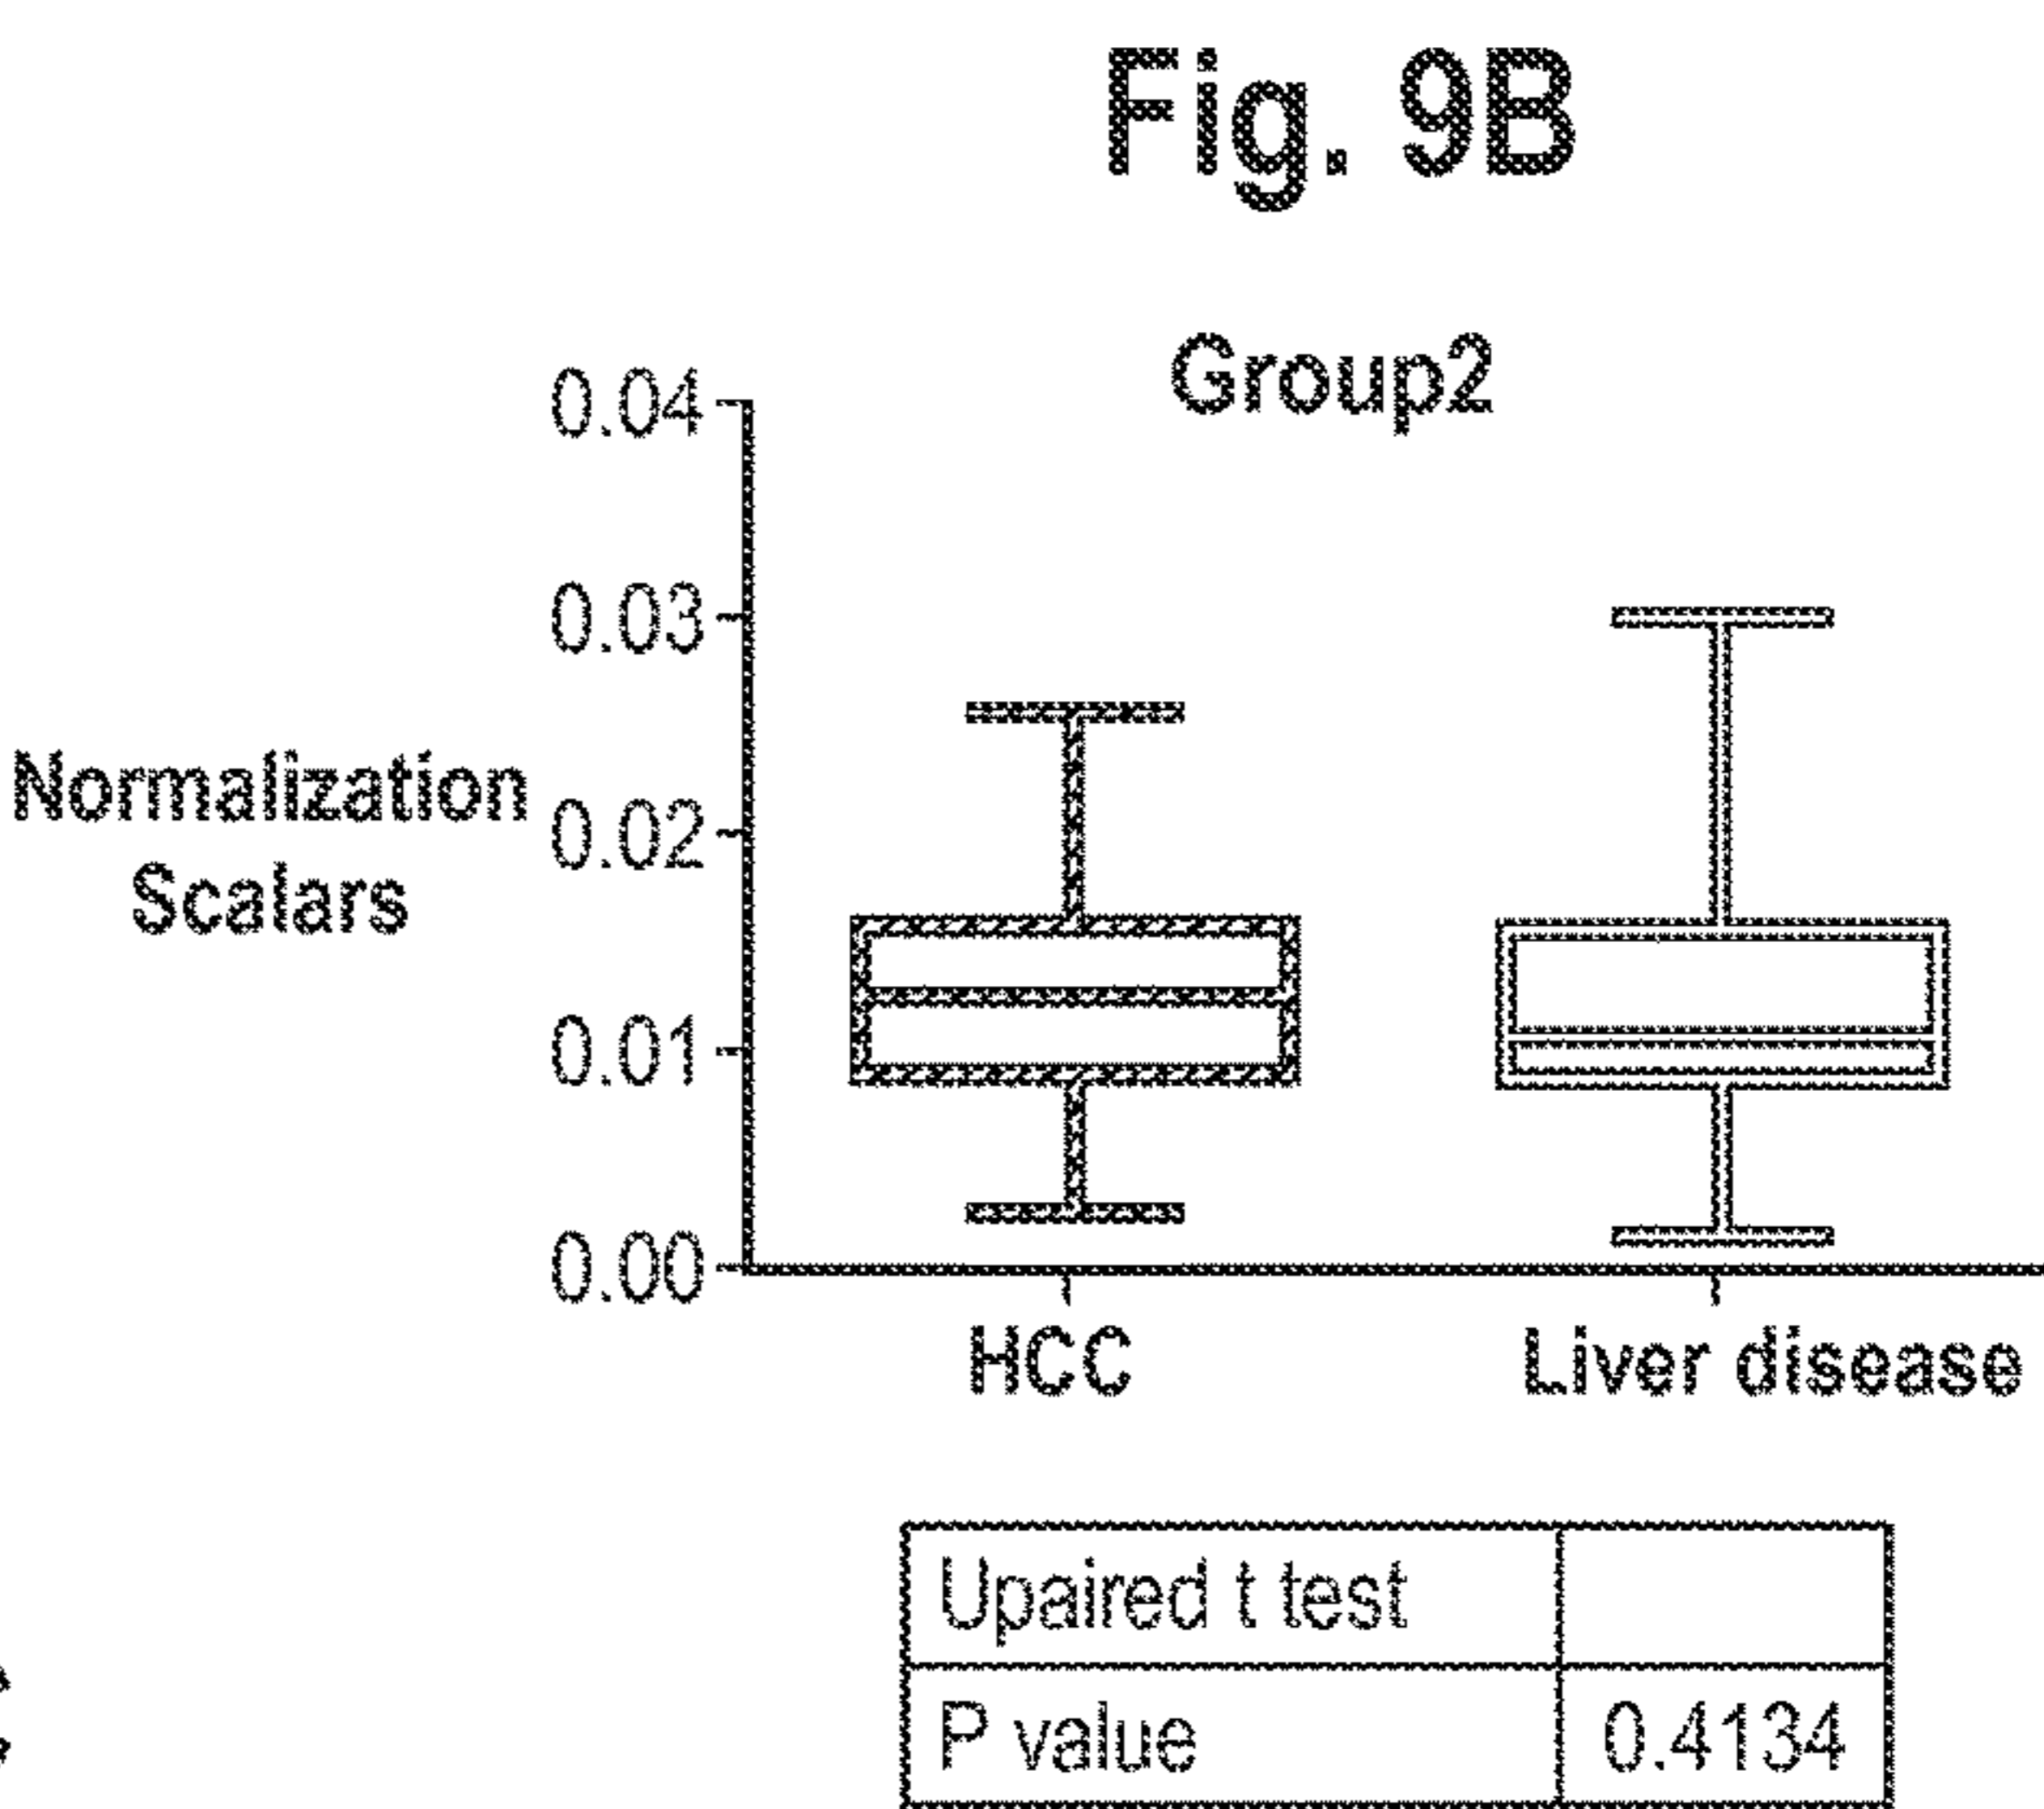 Fig. 9B
Group2
0.04
0.03
Normalization
Scalars
0.02
0.01
0.00
HCC
Liver disease
Upaired t test
P value 0.4134